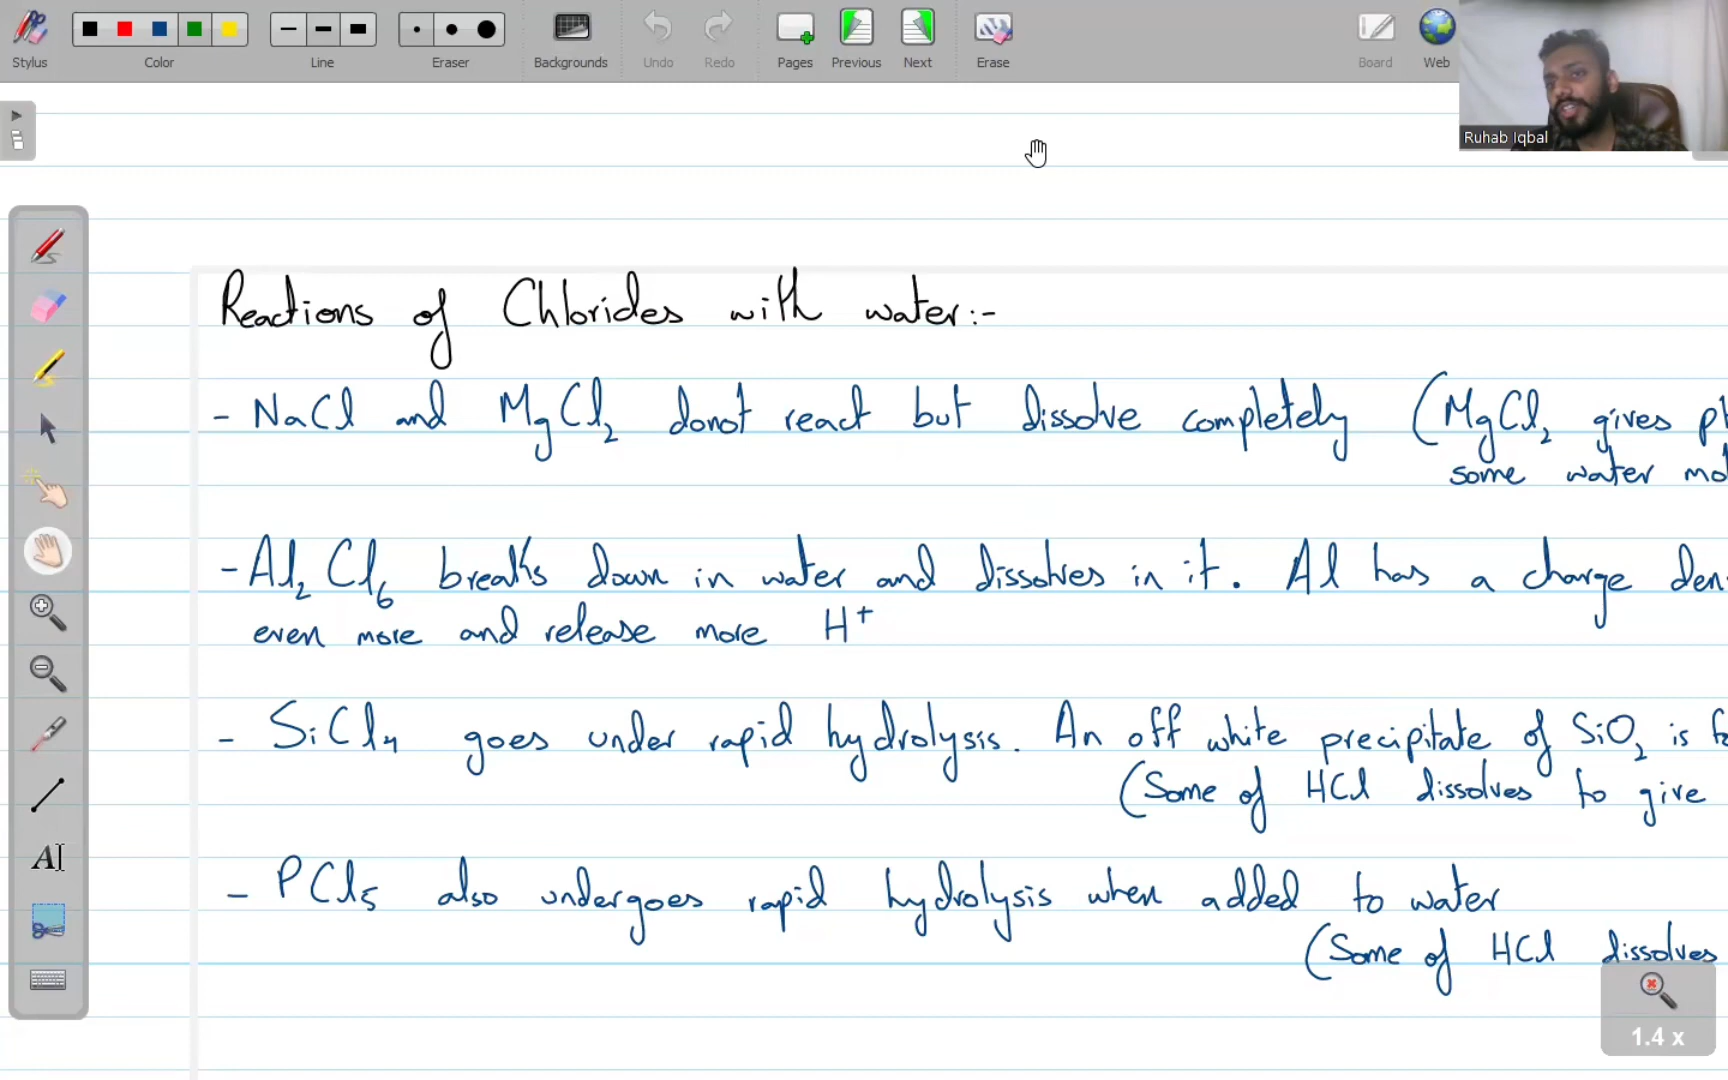 Stylus Color Line Eraser Backgrounds Undo Redo Pages Previous Next Erase Board Web
Ruhab Iqbal
Reactions of Chlorides with water:-
- NaCl and MgCl2 donot react but dissolve completely (MgCl2 gives
some water
- Al2Cl6 breaks down in water and dissolves in it. Al has a charge den
even more and release more H+
- SiCl4 goes under rapid hydrolysis. An off white precipitate of SiO2 is
(Some of HCl dissolves to give
- PCl5 also undergoes rapid hydrolysis when added to water
(Some of HCl dissolves
1.4 x